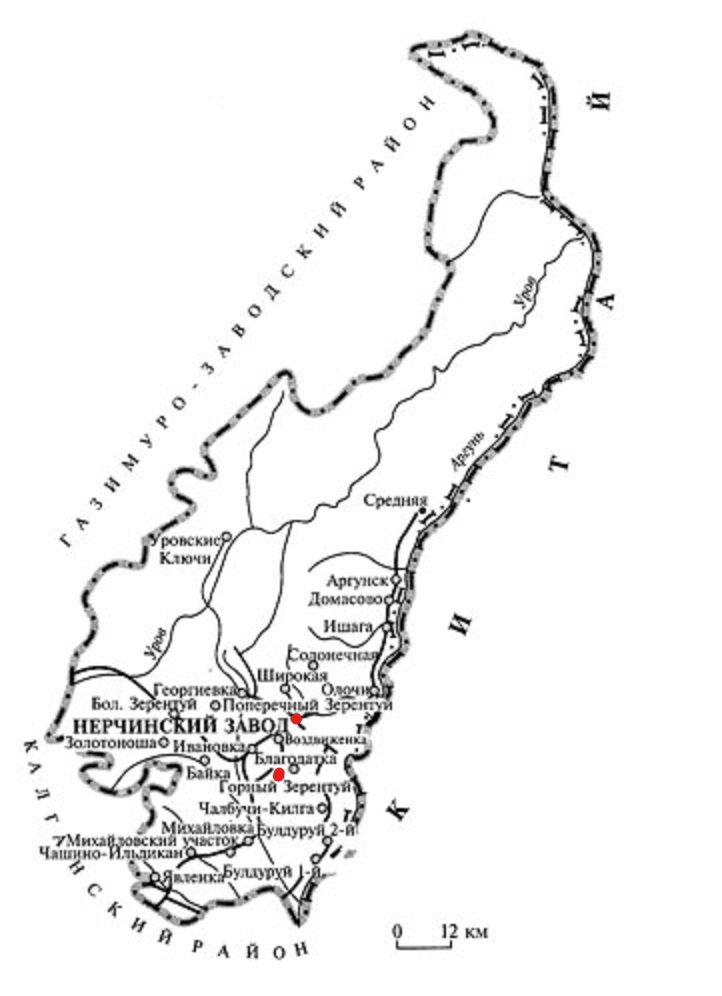 ГАЗИМУРО-ЗАВОДСКИЙ РАЙОН
КИТАЙ
Уров
Аргунь
Средняя
Уровские
Ключи
Аргунск
Домасово
Ишага
Уров
Солонечная
Широкая
Георгиевка
Олочи
Бол. Зерентуй
Поперечный Зерентуй
НЕРЧИНСКИЙ ЗАВОД
Золотоноша
Ивановка
Воздвиженка
Благодатка
Байка
Горный Зерентуй
Чалбучи-Килга
Михайловка
Булдуруй 2-й
Михайловский участок
Чашино-Ильдикан
Явленка
Булдуруй 1-й
КАЛГАНСКИЙ РАЙОН
0 12 км